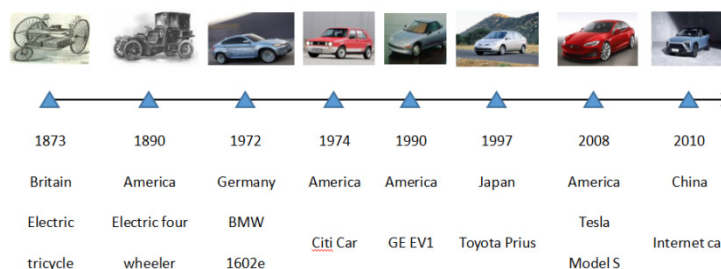 1873 1890 1972 1974 1990 1997 2008 2010
Britain America Germany America America Japan America China
Electric Electric four BMW Citi Car GE EV1 Toyota Prius Tesla Internet ca
tricycle wheeler 1602e Model S